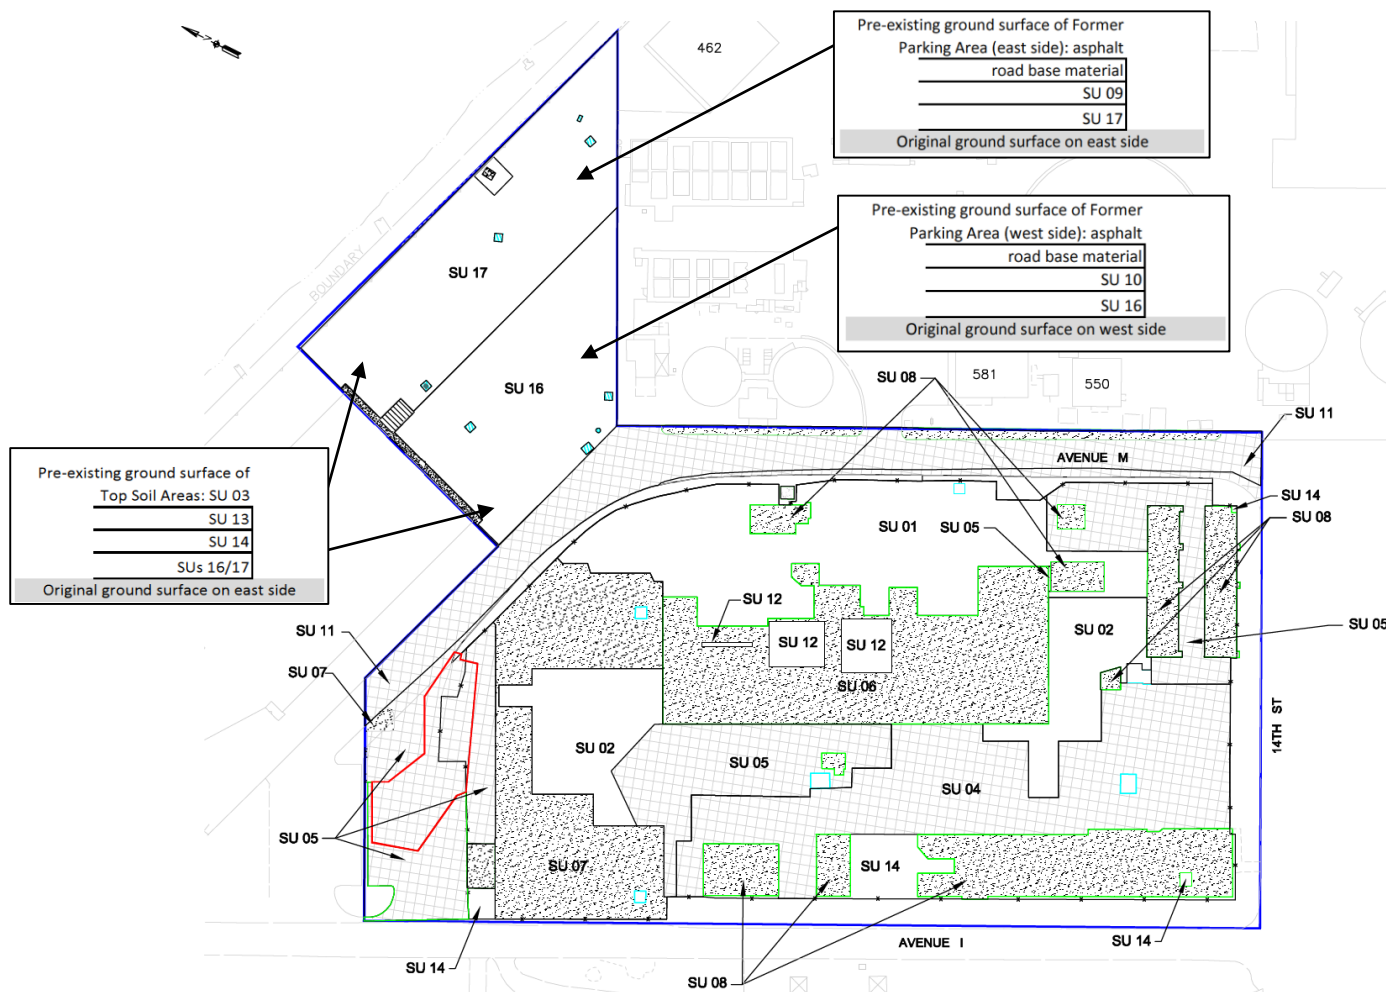 462
Pre-existing ground surface of Former
Parking Area (east side): asphalt
road base material
SU 09
SU 17
Original ground surface on east side
Pre-existing ground surface of Former
Parking Area (west side): asphalt
road base material
SU 10
SU 16
Original ground surface on west side
BOUNDARY
SU 17
SU 16
SU 08
581
550
SU 11
AVENUE M
Pre-existing ground surface of
Top Soil Areas: SU 03
SU 13
SU 14
SUs 16/17
Original ground surface on east side
SU 14
SU 08
SU 01
SU 05
SU 12
SU 12
SU 12
SU 02
SU 05
SU 11
SU 07
SU 06
14TH ST
SU 02
SU 05
SU 04
SU 05
SU 07
SU 14
SU 14
SU 14
SU 08
AVENUE I